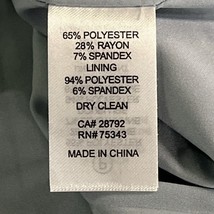 65% POLYESTER
28% RAYON
7% SPANDEX
LINING
94% POLYESTER
6% SPANDEX
DRY CLEAN
CA# 28792
RN# 75343
MADE IN CHINA